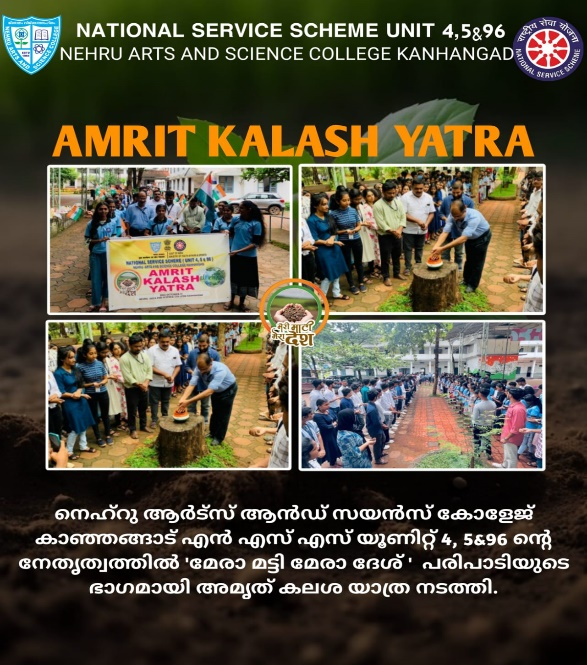 NATIONAL SERVICE SCHEME UNIT 4,5&96
NEHRU ARTS AND SCIENCE COLLEGE KANHANGAD
राष्ट्रीय सेवा योजना
NATIONAL SERVICE SCHEME
AMRIT KALASH YATRA
NATIONAL SERVICE SCHEME (UNIT 4, 5 & 96)
AMRIT
KALASH
YATRA
मेरी माटी
मेरा देश
നെഹ്റു ആർട്സ് ആൻഡ് സയൻസ് കോളേജ്
കാഞ്ഞങ്ങാട് എൻ എസ് എസ് യൂണിറ്റ് 4, 5&96 ന്റെ
നേതൃത്വത്തിൽ 'മേരാ മട്ടി മേരാ ദേശ് ' പരിപാടിയുടെ
ഭാഗമായി അമൃത് കലശ യാത്ര നടത്തി.